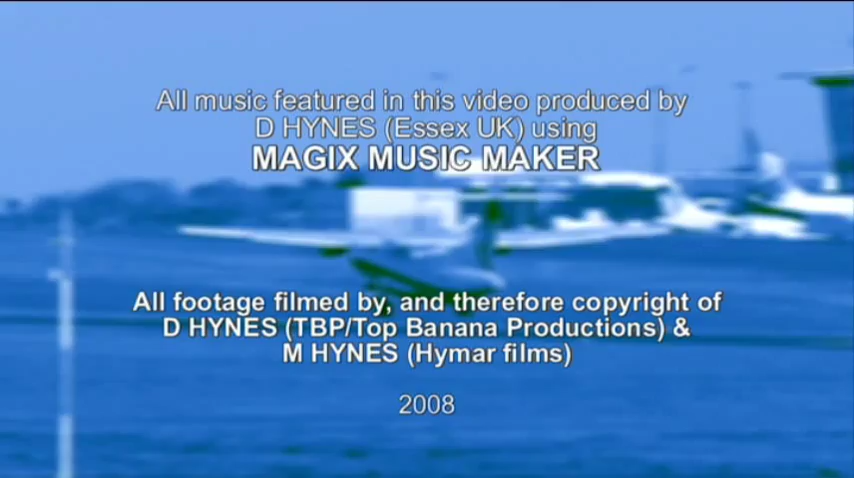 All music featured in this video produced by
D HYNES (Essex UK) using
MAGIX MUSIC MAKER
All footage filmed by, and therefore copyright of
D HYNES (TBP/Top Banana Productions) &
M HYNES (Hymar films)
2008